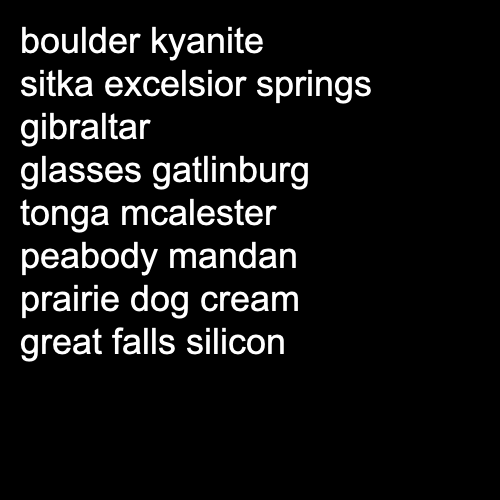 boulder kyanite
sitka excelsior springs
gibraltar
glasses gatlinburg
tonga mcalester
peabody mandan
prairie dog cream
great falls silicon